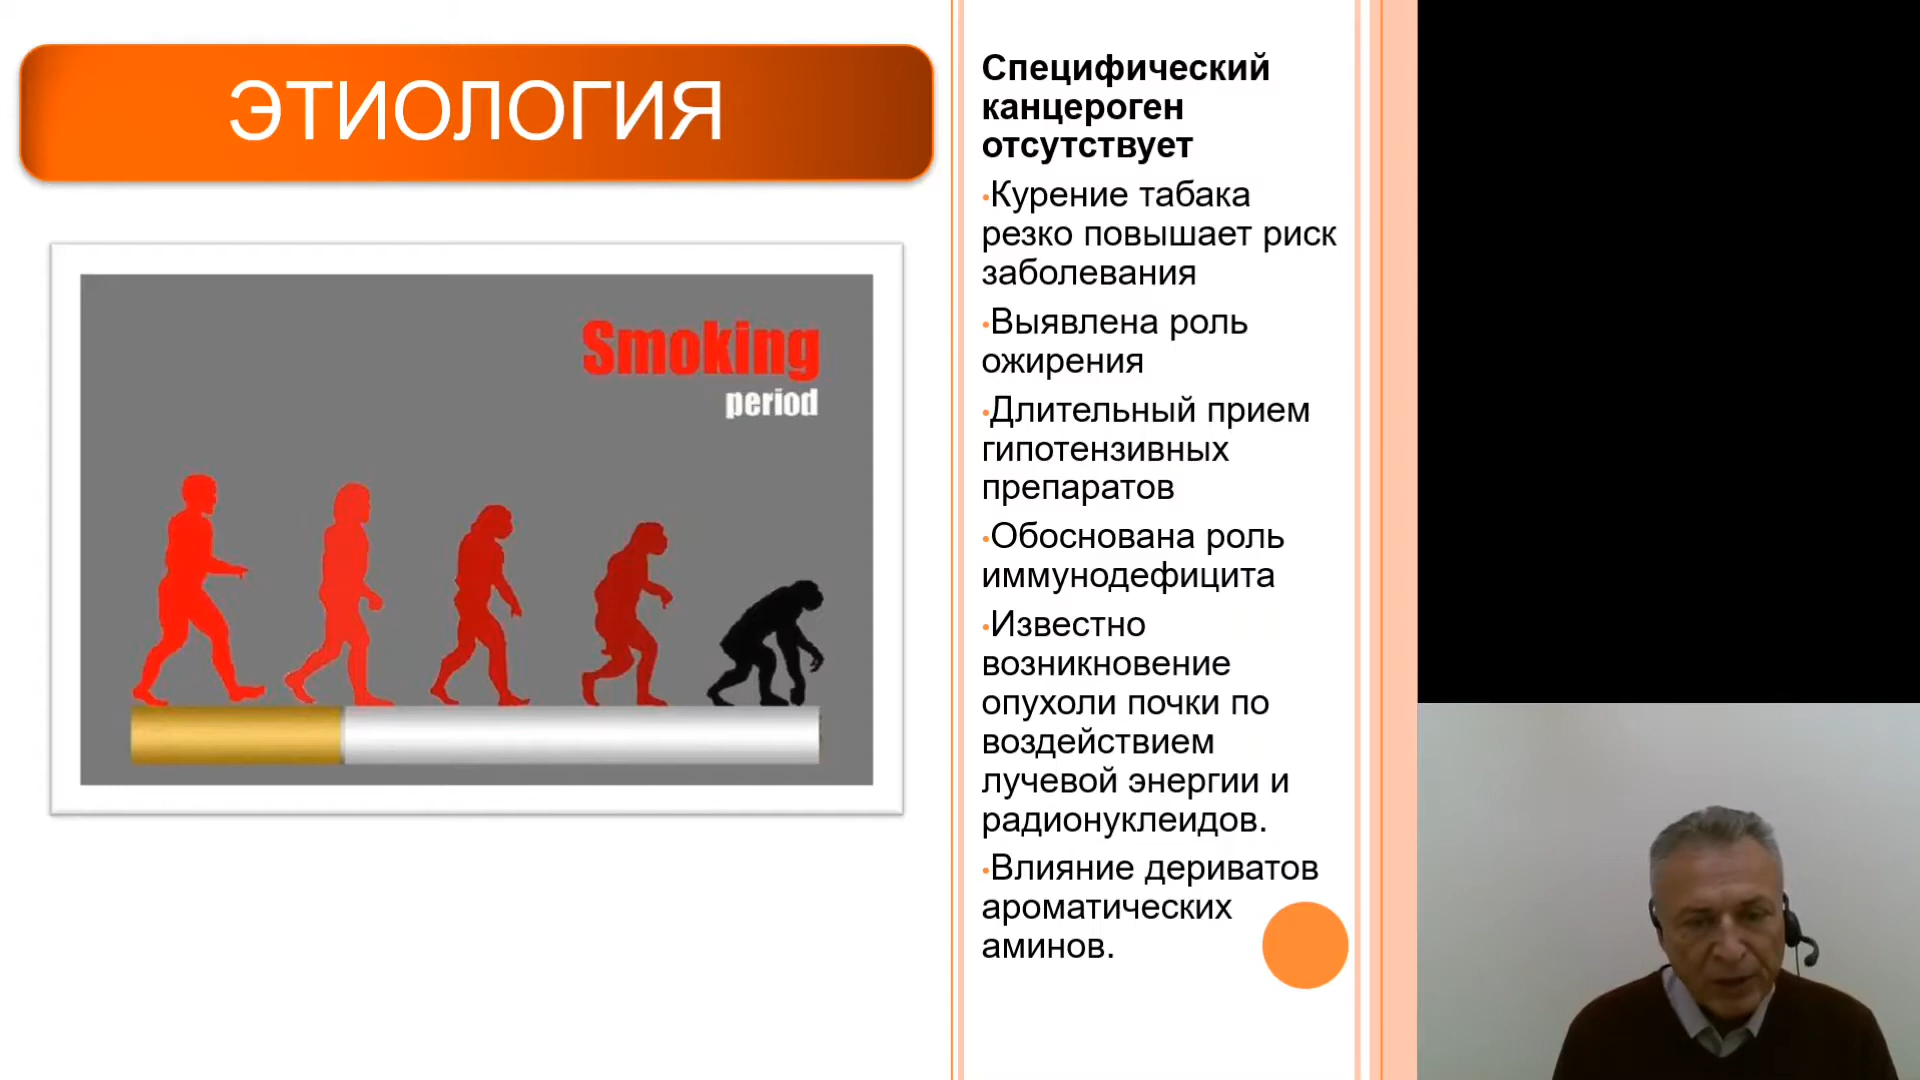 ЭТИОЛОГИЯ
Smoking
period
Специфический
канцероген
отсутствует
•Курение табака
резко повышает риск
заболевания
•Выявлена роль
ожирения
•Длительный прием
гипотензивных
препаратов
•Обоснована роль
иммунодефицита
•Известно
возникновение
опухоли почки по
воздействием
лучевой энергии и
радионуклеидов.
•Влияние дериватов
ароматических
аминов.